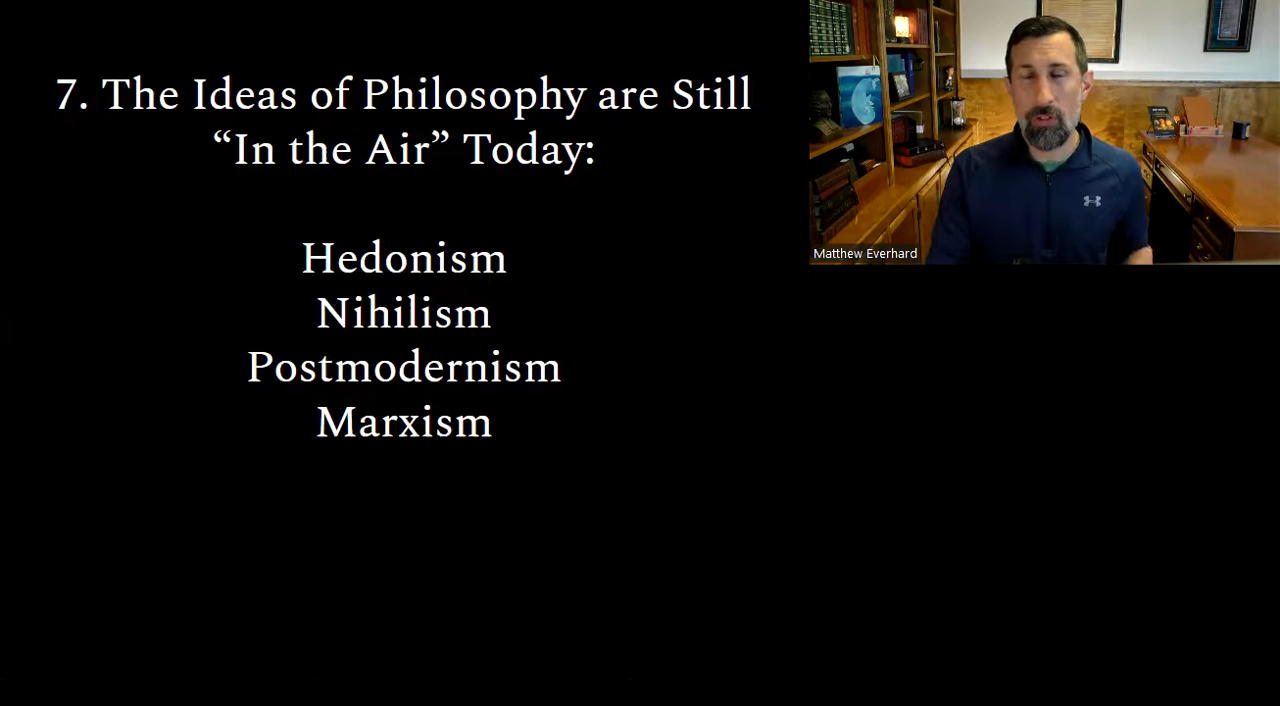 7. The Ideas of Philosophy are Still
“In the Air” Today:
Hedonism
Nihilism
Postmodernism
Marxism
Matthew Everhard